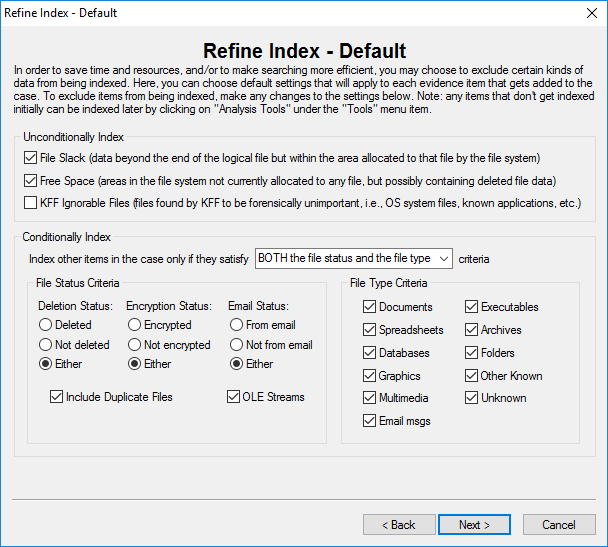 Refine Index - Default
Refine Index - Default
In order to save time and resources, and/or to make searching more efficient, you may choose to exclude certain kinds of
data from being indexed. Here, you can choose default settings that will apply to each evidence item that gets added to the
case. To exclude items from being indexed, make any changes to the settings below. Note: any items that don't get indexed
initially can be indexed later by clicking on "Analysis Tools" under the "Tools" menu item.
Unconditionally Index
File Slack (data beyond the end of the logical file but within the area allocated to that file by the file system)
Free Space (areas in the file system not currently allocated to any file, but possibly containing deleted file data)
KFF Ignorable Files (files found by KFF to be forensically unimportant, i.e., OS system files, known applications, etc.)
Conditionally Index
Index other items in the case only if they satisfy BOTH the file status and the file type criteria
File Status Criteria
Deletion Status: Encryption Status: Email Status:
Deleted Encrypted From email
Not deleted Not encrypted Not from email
Either Either Either
Include Duplicate Files OLE Streams
File Type Criteria
Documents Executables
Spreadsheets Archives
Databases Folders
Graphics Other Known
Multimedia Unknown
Email msgs
< Back Next > Cancel